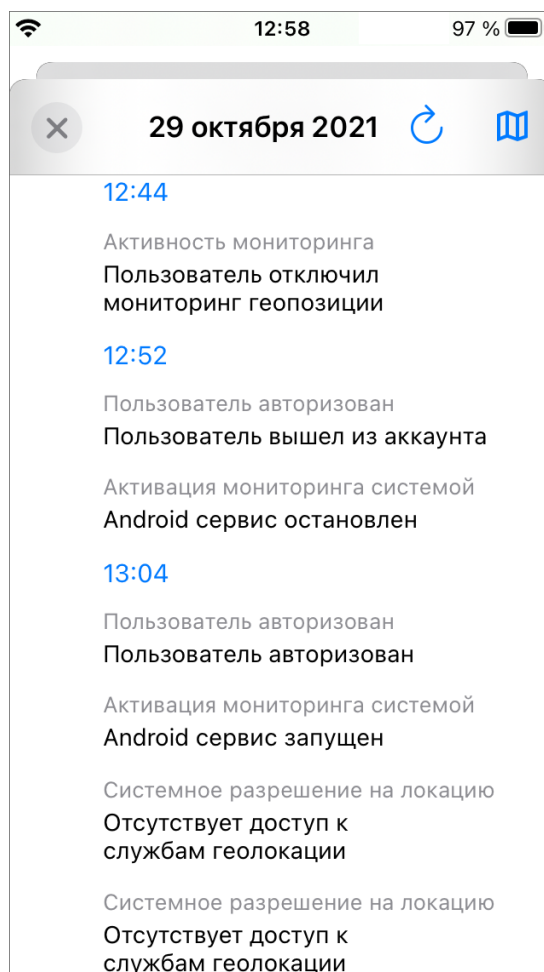 12:58
97 %
29 октября 2021
12:44
Активность мониторинга
Пользователь отключил
мониторинг геопозиции
12:52
Пользователь авторизован
Пользователь вышел из аккаунта
Активация мониторинга системой
Android сервис остановлен
13:04
Пользователь авторизован
Пользователь авторизован
Активация мониторинга системой
Android сервис запущен
Системное разрешение на локацию
Отсутствует доступ к
службам геолокации
Системное разрешение на локацию
Отсутствует доступ к
службам геолокации